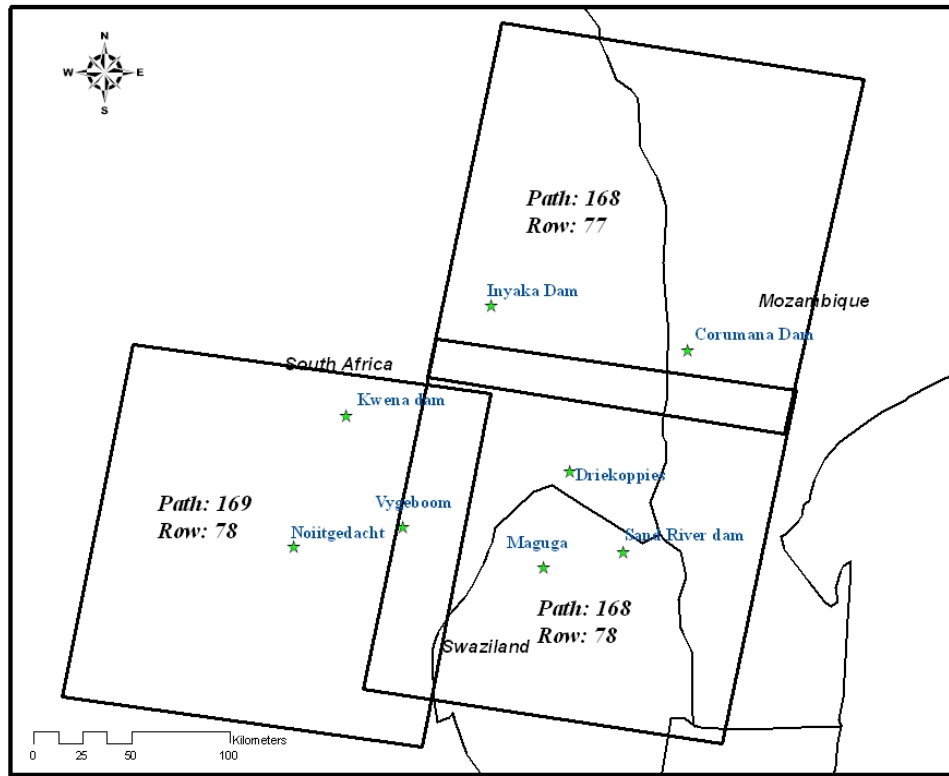 N
W E
S
Path: 168
Row: 77
Inyaka Dam
Mozambique
Corumana Dam
South Africa
Kwena dam
Driekoppies
Path: 169
Row: 78
Vygeboom
Noiitgedacht
Maguga
Sand River dam
Path: 168
Row: 78
Swaziland
Kilometers
0 25 50 100